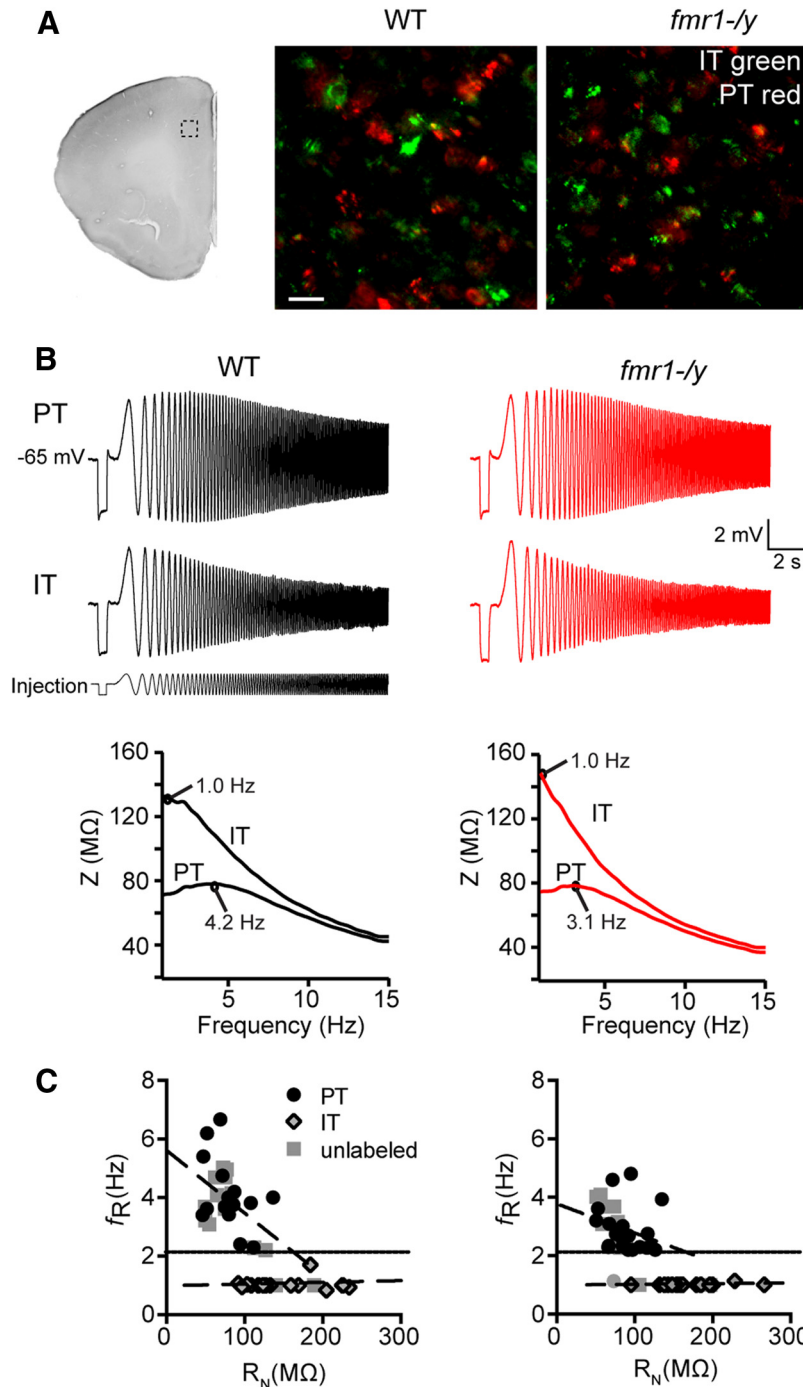 A
WT
fmr1-/y
IT green
PT red
B
WT
fmr1-/y
PT
-65 mV
IT
2 mV
2 s
Injection
160
120
80
40
Z (MΩ)
1.0 Hz
IT
PT
4.2 Hz
5
10
15
Frequency (Hz)
160
120
80
40
Z (MΩ)
1.0 Hz
IT
PT
3.1 Hz
5
10
15
Frequency (Hz)
C
8
6
4
2
0
fR(Hz)
PT
IT
unlabeled
0
100
200
300
RN(MΩ)
8
6
4
2
0
fR(Hz)
0
100
200
300
RN(MΩ)